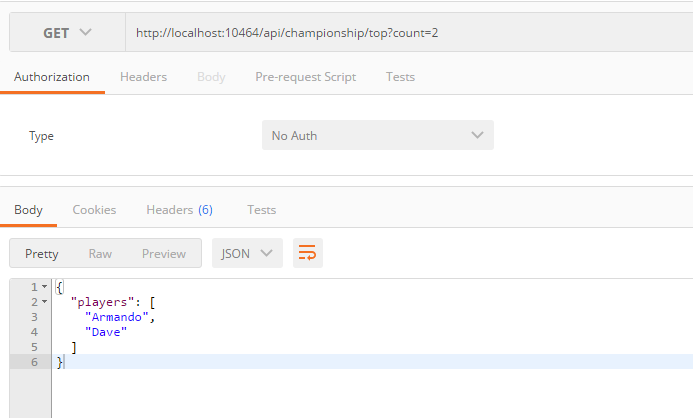 GET http://localhost:10464/api/championship/top?count=2
Authorization Headers Body Pre-request Script Tests
Type No Auth
Body Cookies Headers (6) Tests
Pretty Raw Preview JSON
1 {
2 "players": [
3 "Armando",
4 "Dave"
5 ]
6 }